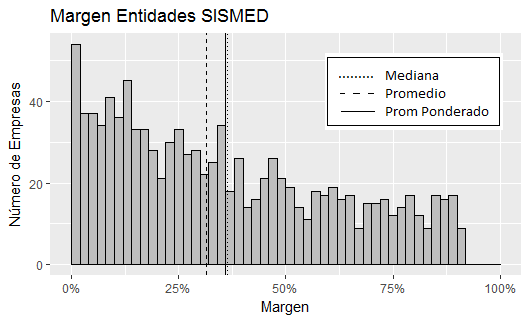 Margen Entidades SISMED
Número de Empresas
40
20
0
Mediana
Promedio
Prom Ponderado
0%
25%
50%
75%
100%
Margen